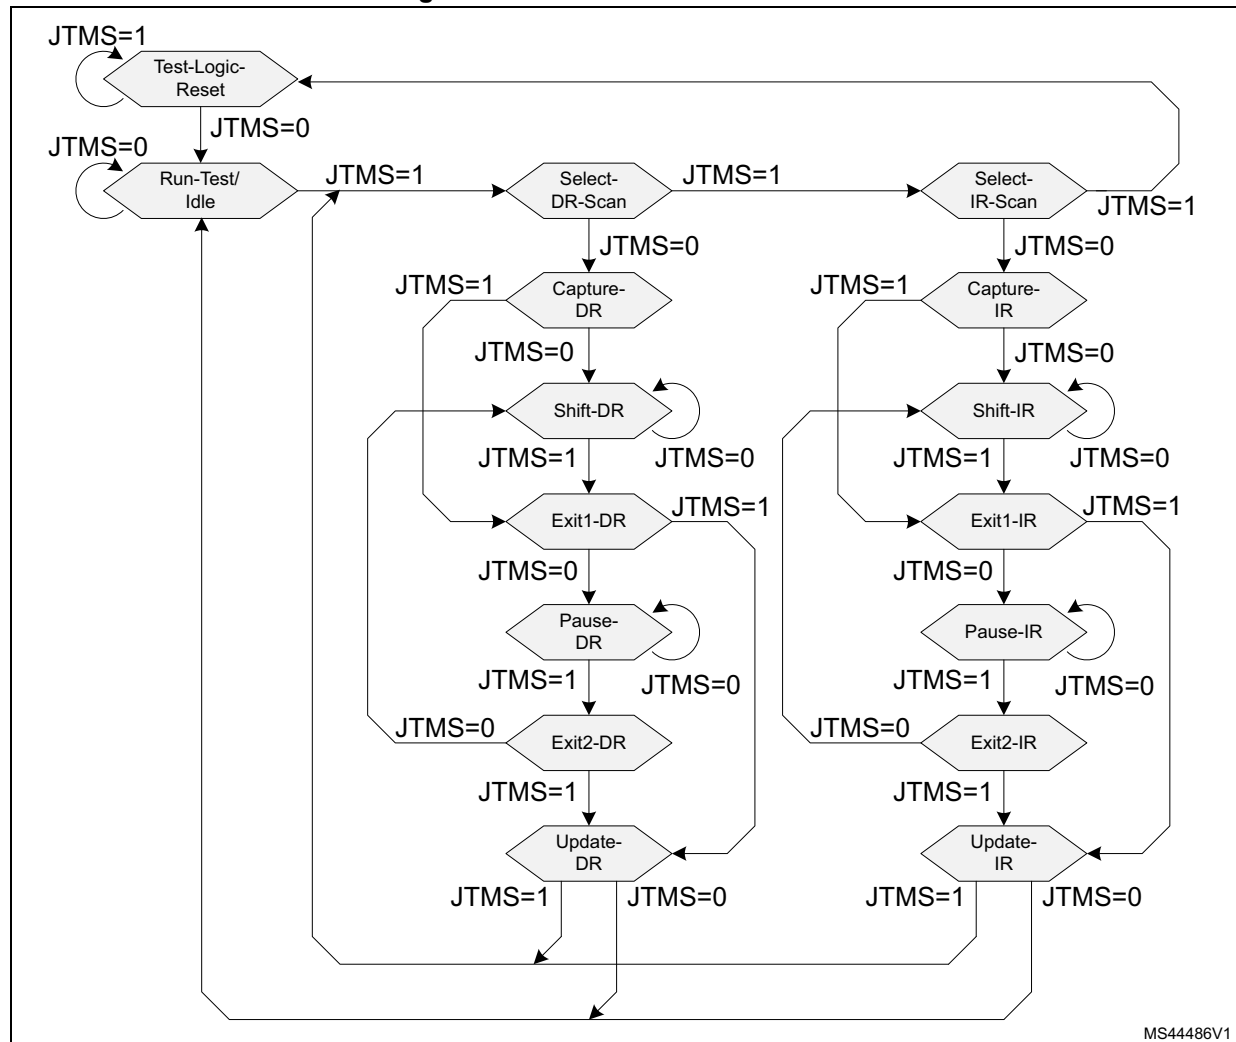 JTMS=1
Test-Logic-
Reset
JTMS=0
JTMS=0
Run-Test/
Idle
JTMS=1
Select-
DR-Scan
JTMS=1
Select-
IR-Scan
JTMS=1
JTMS=0
JTMS=0
JTMS=1
Capture-
DR
JTMS=1
Capture-
IR
JTMS=0
JTMS=0
Shift-DR
Shift-IR
JTMS=1
JTMS=0
JTMS=1
JTMS=0
Exit1-DR
JTMS=1
Exit1-IR
JTMS=1
JTMS=0
JTMS=0
Pause-
DR
Pause-IR
JTMS=1
JTMS=0
JTMS=1
JTMS=0
JTMS=0
Exit2-DR
JTMS=0
Exit2-IR
JTMS=1
JTMS=1
Update-
DR
Update-
IR
JTMS=1
JTMS=0
JTMS=1
JTMS=0
MS44486V1